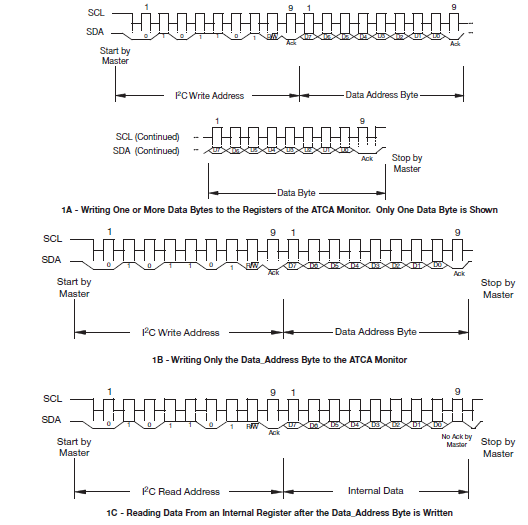 1 9 1 9
SCL
SDA
0 1 0 1 1 0 1 R/W D7 D6 D5 D4 D3 D2 D1 D0
Ack Ack
Start by
Master
I²C Write Address Data Address Byte
1 9
SCL (Continued)
SDA (Continued)
D7 D6 D5 D4 D3 D2 D1 D0
Ack
Stop by
Master
Data Byte
1A - Writing One or More Data Bytes to the Registers of the ATCA Monitor. Only One Data Byte is Shown
1 9 1 9
SCL
SDA
0 1 0 1 1 0 1 R/W D7 D6 D5 D4 D3 D2 D1 D0
Ack Ack
Start by
Master
Stop by
Master
I²C Write Address Data Address Byte
1B - Writing Only the Data_Address Byte to the ATCA Monitor
1 9 1 9
SCL
SDA
0 1 0 1 1 0 1 R/W D7 D6 D5 D4 D3 D2 D1 D0
Ack
No Ack by
Master
Start by
Master
Stop by
Master
I²C Read Address Internal Data
1C - Reading Data From an Internal Register after the Data_Address Byte is Written